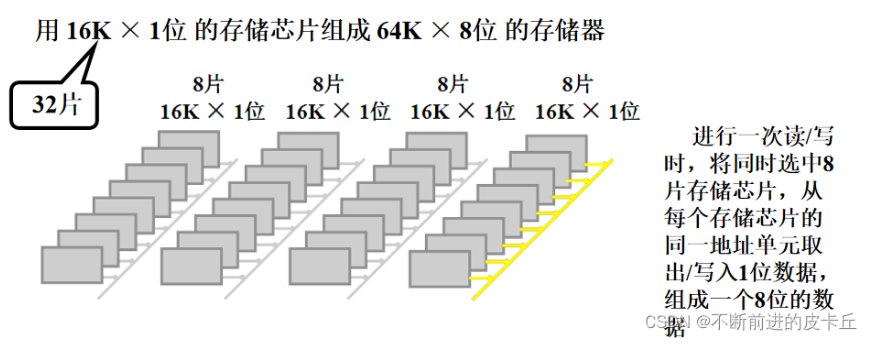 用 16K × 1位 的存储芯片组成 64K × 8位 的存储器
32片
8片
16K × 1位
8片
16K × 1位
8片
16K × 1位
8片
16K × 1位
进行一次读/写
时，将同时选中8
片存储芯片，从
每个存储芯片的
同一地址单元取
出/写入1位数据，
组成一个8位的数
据
CSDN @不断前进的皮卡丘